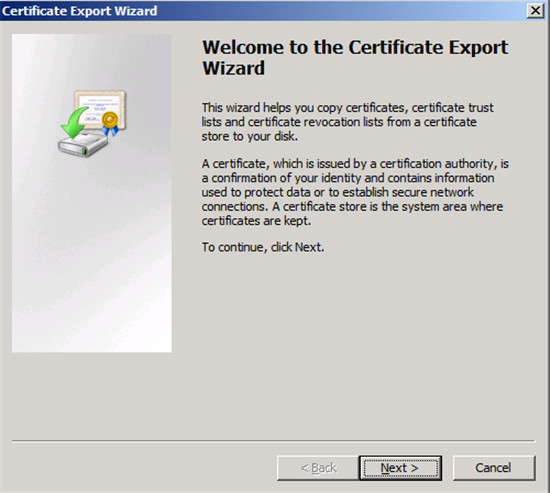 Certificate Export Wizard
Welcome to the Certificate Export
Wizard
This wizard helps you copy certificates, certificate trust
lists and certificate revocation lists from a certificate
store to your disk.
A certificate, which is issued by a certification authority, is
a confirmation of your identity and contains information
used to protect data or to establish secure network
connections. A certificate store is the system area where
certificates are kept.
To continue, click Next.
< Back Next > Cancel